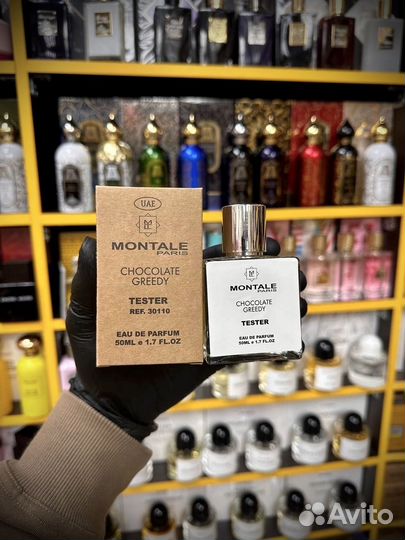 UAE
MONTALE
PARIS
CHOCOLATE
GREEDY
TESTER
REF. 30110
EAU DE PARFUM
50ML e 1.7 FL.OZ
MONTALE
PARIS
CHOCOLATE
GREEDY
TESTER
EAU DE PARFUM
50ML e 1.7 FL.OZ
Avito